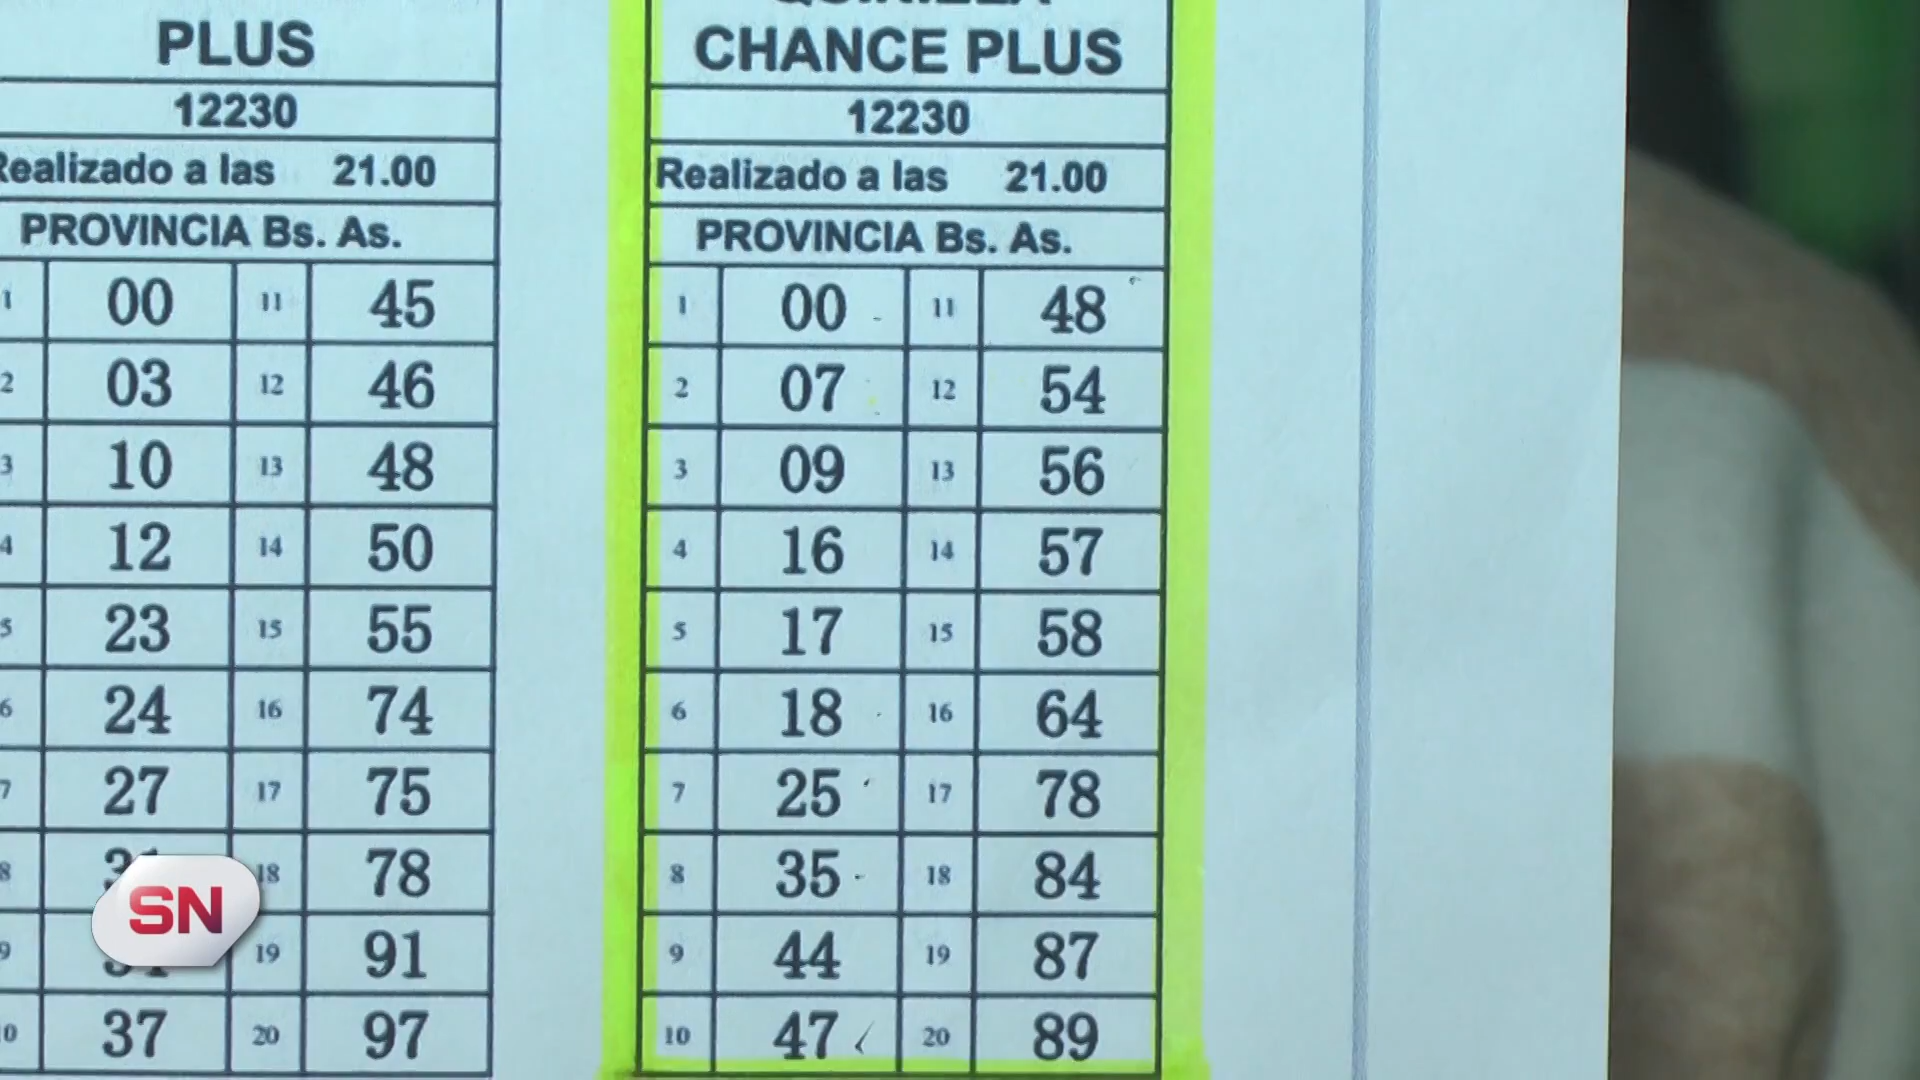 PLUS
12230
Realizado a las 21.00
PROVINCIA Bs. As.
1 00 11 45
2 03 12 46
3 10 13 48
4 12 14 50
5 23 15 55
6 24 16 74
7 27 17 75
8 18 78
9 19 91
10 37 20 97
CHANCE PLUS
12230
Realizado a las 21.00
PROVINCIA Bs. As.
1 00 11 48
2 07 12 54
3 09 13 56
4 16 14 57
5 17 15 58
6 18 16 64
7 25 17 78
8 35 18 84
9 44 19 87
10 47 20 89
SN